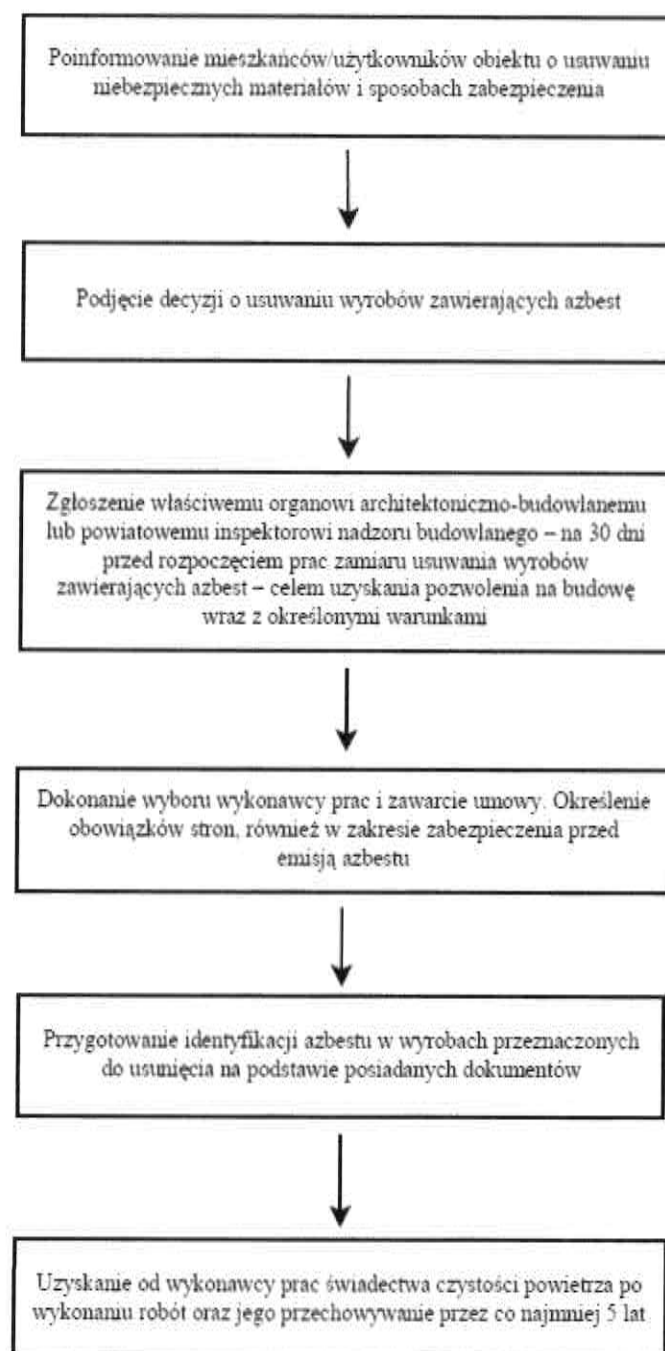 Poinformowanie mieszkańców/użytkowników obiektu o usuwaniu
niebezpiecznych materiałów i sposobach zabezpieczenia
Podjęcie decyzji o usuwaniu wyrobów zawierających azbest
Zgłoszenie właściwemu organowi architektoniczno-budowlanemu
lub powiatowemu inspektorowi nadzoru budowlanego – na 30 dni
przed rozpoczęciem prac zamiaru usuwania wyrobów
zawierających azbest – celem uzyskania pozwolenia na budowę
wraz z określonymi warunkami
Dokonanie wyboru wykonawcy prac i zawarcie umowy. Określenie
obowiązków stron, również w zakresie zabezpieczenia przed
emisją azbestu
Przygotowanie identyfikacji azbestu w wyrobach przeznaczonych
do usunięcia na podstawie posiadanych dokumentów
Uzyskanie od wykonawcy prac świadectwa czystości powietrza po
wykonaniu robót oraz jego przechowywanie przez co najmniej 5 lat